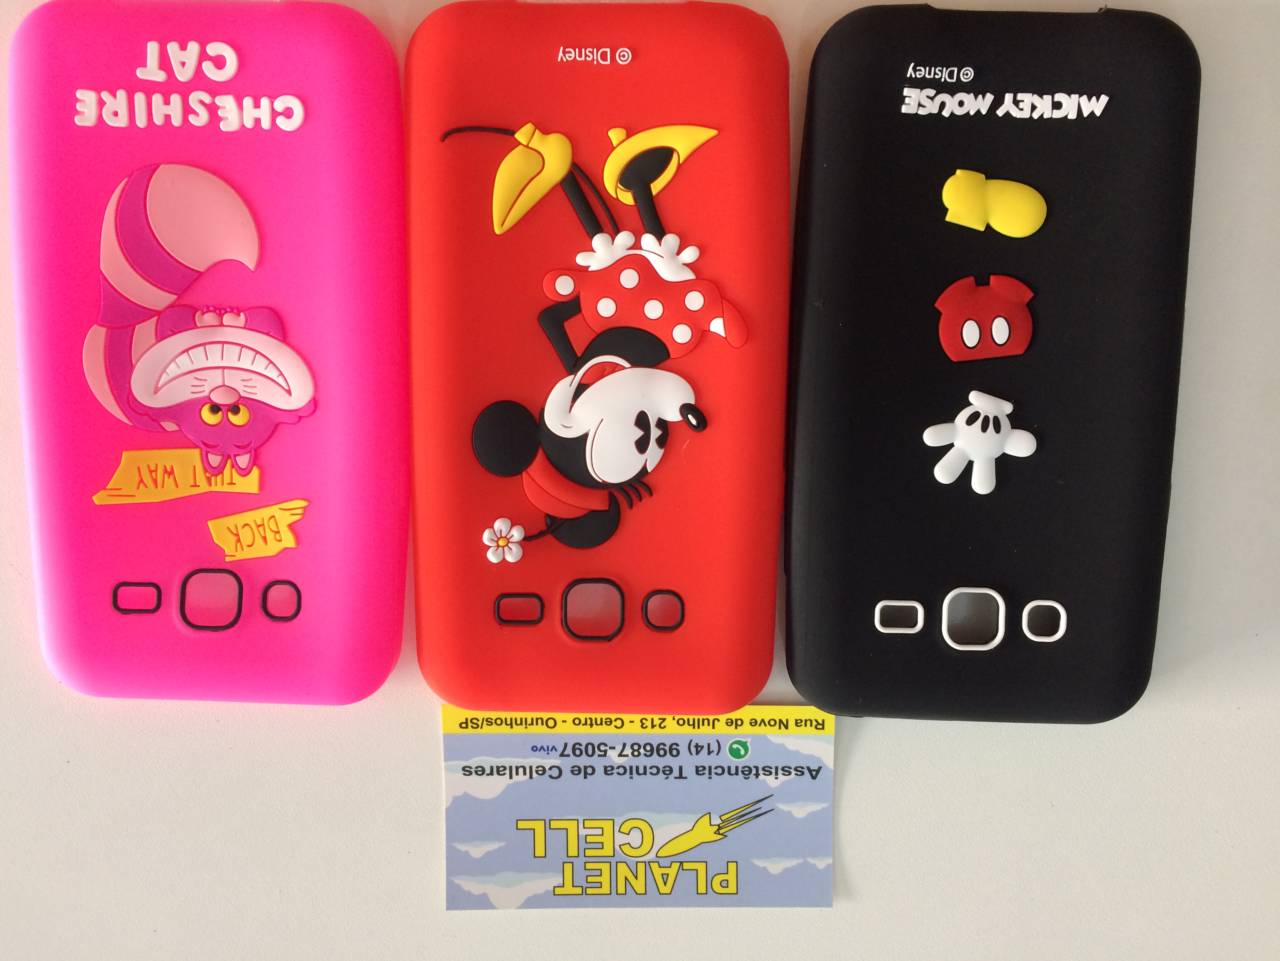 CHESHIRE
CAT
THAT WAY
BACK
© Disney
MICKEY MOUSE
© Disney
PLANET
CELL
Assistência Técnica de Celulares
(14) 99687-5097 vivo
Rua Nove de Julho, 213 - Centro - Ourinhos/SP